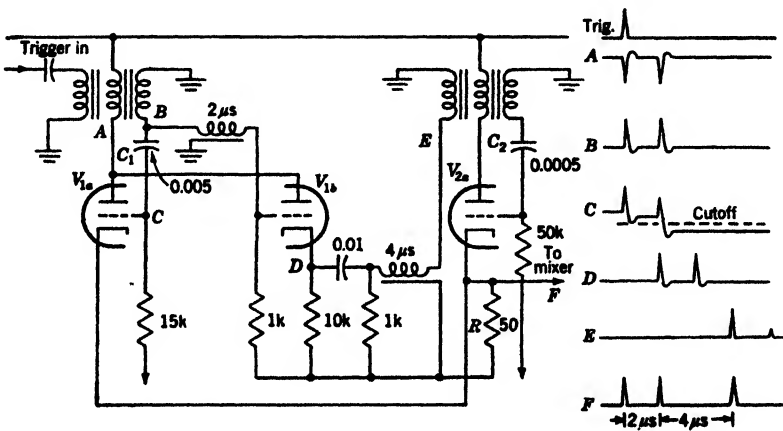 Trigger in
A
B
2 μs
C₁
0.005
V₁ₐ
C
V₁b
D
0.01
4 μs
15k
1k
10k
1k
E
C₂
0.0005
V₂ₐ
50k
To
mixer
F
R
50
Trig.
A
B
C
Cutoff
D
E
F
2 μs
4 μs